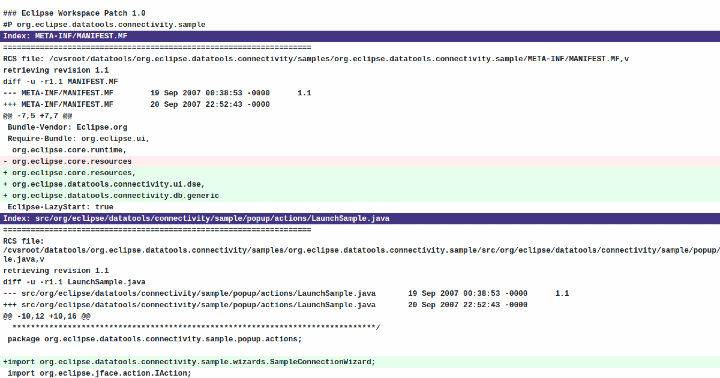 ### Eclipse Workspace Patch 1.0
#P org.eclipse.datatools.connectivity.sample
Index: META-INF/MANIFEST.MF
===================================================================
RCS file: /cvsroot/datatools/org.eclipse.datatools.connectivity/samples/org.eclipse.datatools.connectivity.sample/META-INF/MANIFEST.MF,v
retrieving revision 1.1
diff -u -r1.1 MANIFEST.MF
--- META-INF/MANIFEST.MF	19 Sep 2007 00:38:53 -0000	1.1
+++ META-INF/MANIFEST.MF	20 Sep 2007 22:52:43 -0000
@@ -7,5 +7,7 @@
 Bundle-Vendor: Eclipse.org
 Require-Bundle: org.eclipse.ui,
  org.eclipse.core.runtime,
- org.eclipse.core.resources
+ org.eclipse.core.resources,
+ org.eclipse.datatools.connectivity.ui.dse,
+ org.eclipse.datatools.connectivity.db.generic
 Eclipse-LazyStart: true
Index: src/org/eclipse/datatools/connectivity/sample/popup/actions/LaunchSample.java
===================================================================
RCS file:
/cvsroot/datatools/org.eclipse.datatools.connectivity/samples/org.eclipse.datatools.connectivity.sample/src/org/eclipse/datatools/connectivity/sample/popup/
le.java,v
retrieving revision 1.1
diff -u -r1.1 LaunchSample.java
--- src/org/eclipse/datatools/connectivity/sample/popup/actions/LaunchSample.java	19 Sep 2007 00:38:53 -0000	1.1
+++ src/org/eclipse/datatools/connectivity/sample/popup/actions/LaunchSample.java	20 Sep 2007 22:52:43 -0000
@@ -10,12 +10,16 @@
  *******************************************************************************/
 package org.eclipse.datatools.connectivity.sample.popup.actions;
+import org.eclipse.datatools.connectivity.sample.wizards.SampleConnectionWizard;
 import org.eclipse.jface.action.IAction;